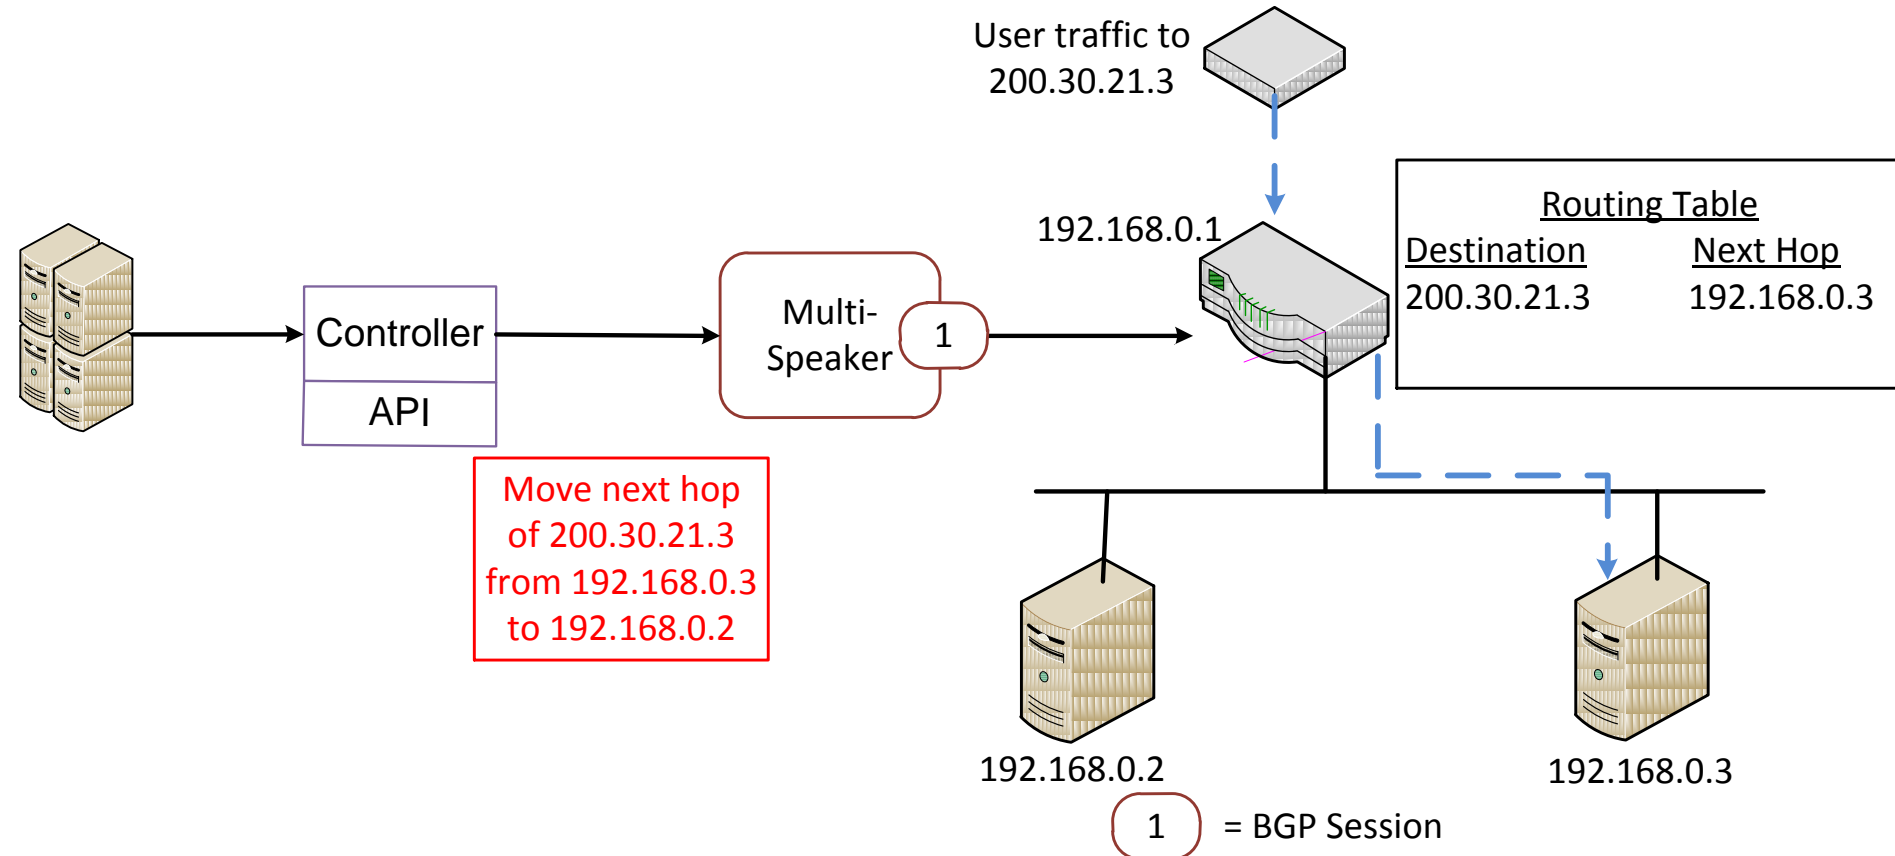 User traffic to
200.30.21.3
192.168.0.1
Routing Table
Destination Next Hop
200.30.21.3 192.168.0.3
Controller
API
Multi-
Speaker
1
Move next hop
of 200.30.21.3
from 192.168.0.3
to 192.168.0.2
192.168.0.2
192.168.0.3
1 = BGP Session